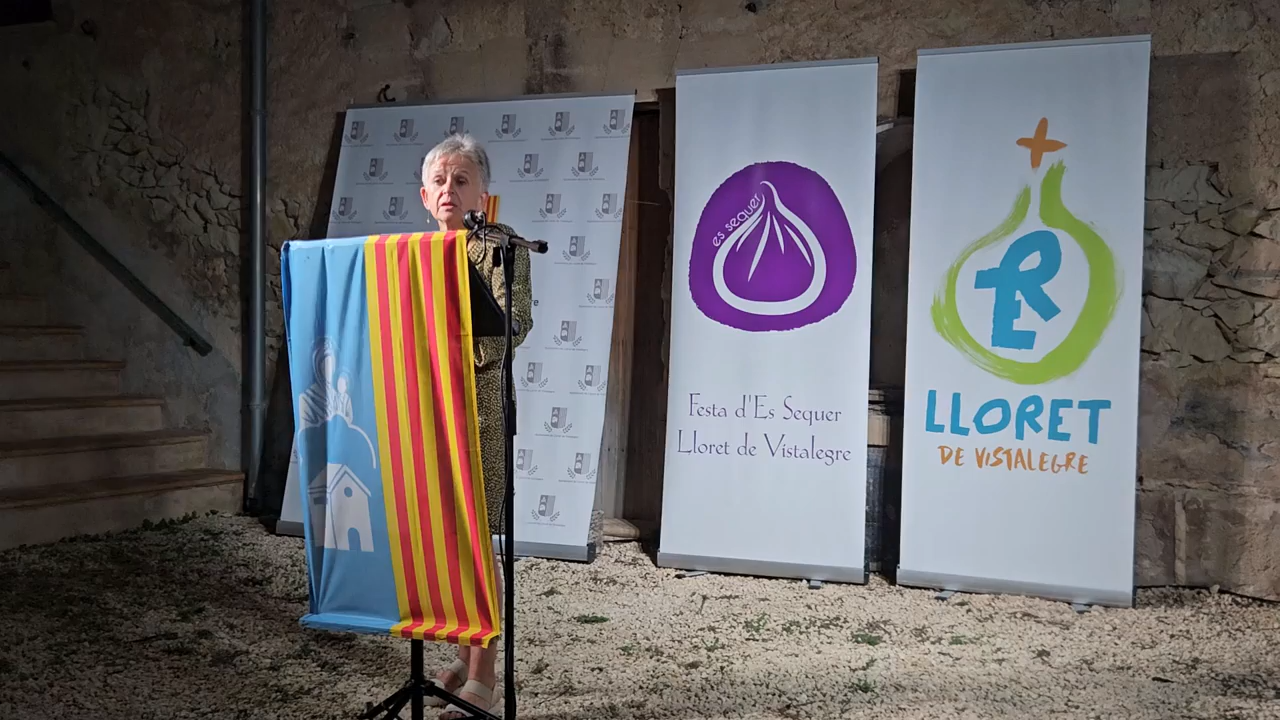 es sequer
Festa d'Es Sequer
Lloret de Vistalegre
LLORET
DE VISTALEGRE